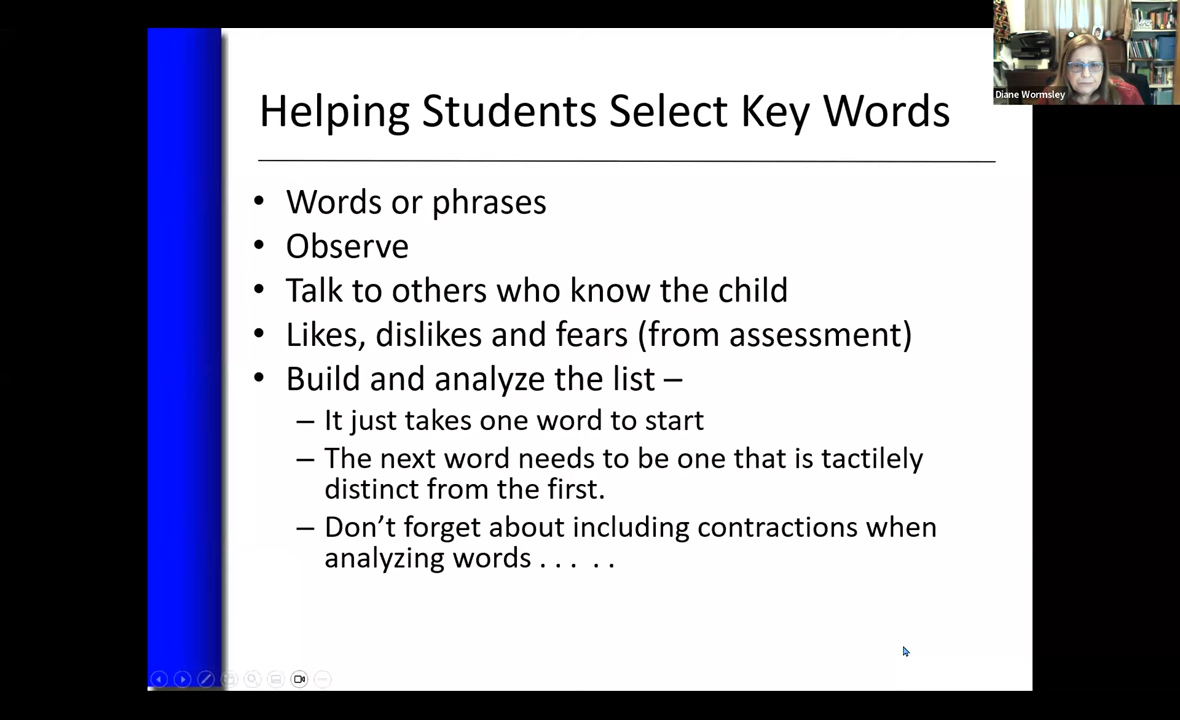 Diane Wormsley
Helping Students Select Key Words
• Words or phrases
• Observe
• Talk to others who know the child
• Likes, dislikes and fears (from assessment)
• Build and analyze the list –
– It just takes one word to start
– The next word needs to be one that is tactilely
distinct from the first.
– Don’t forget about including contractions when
analyzing words . . . . .